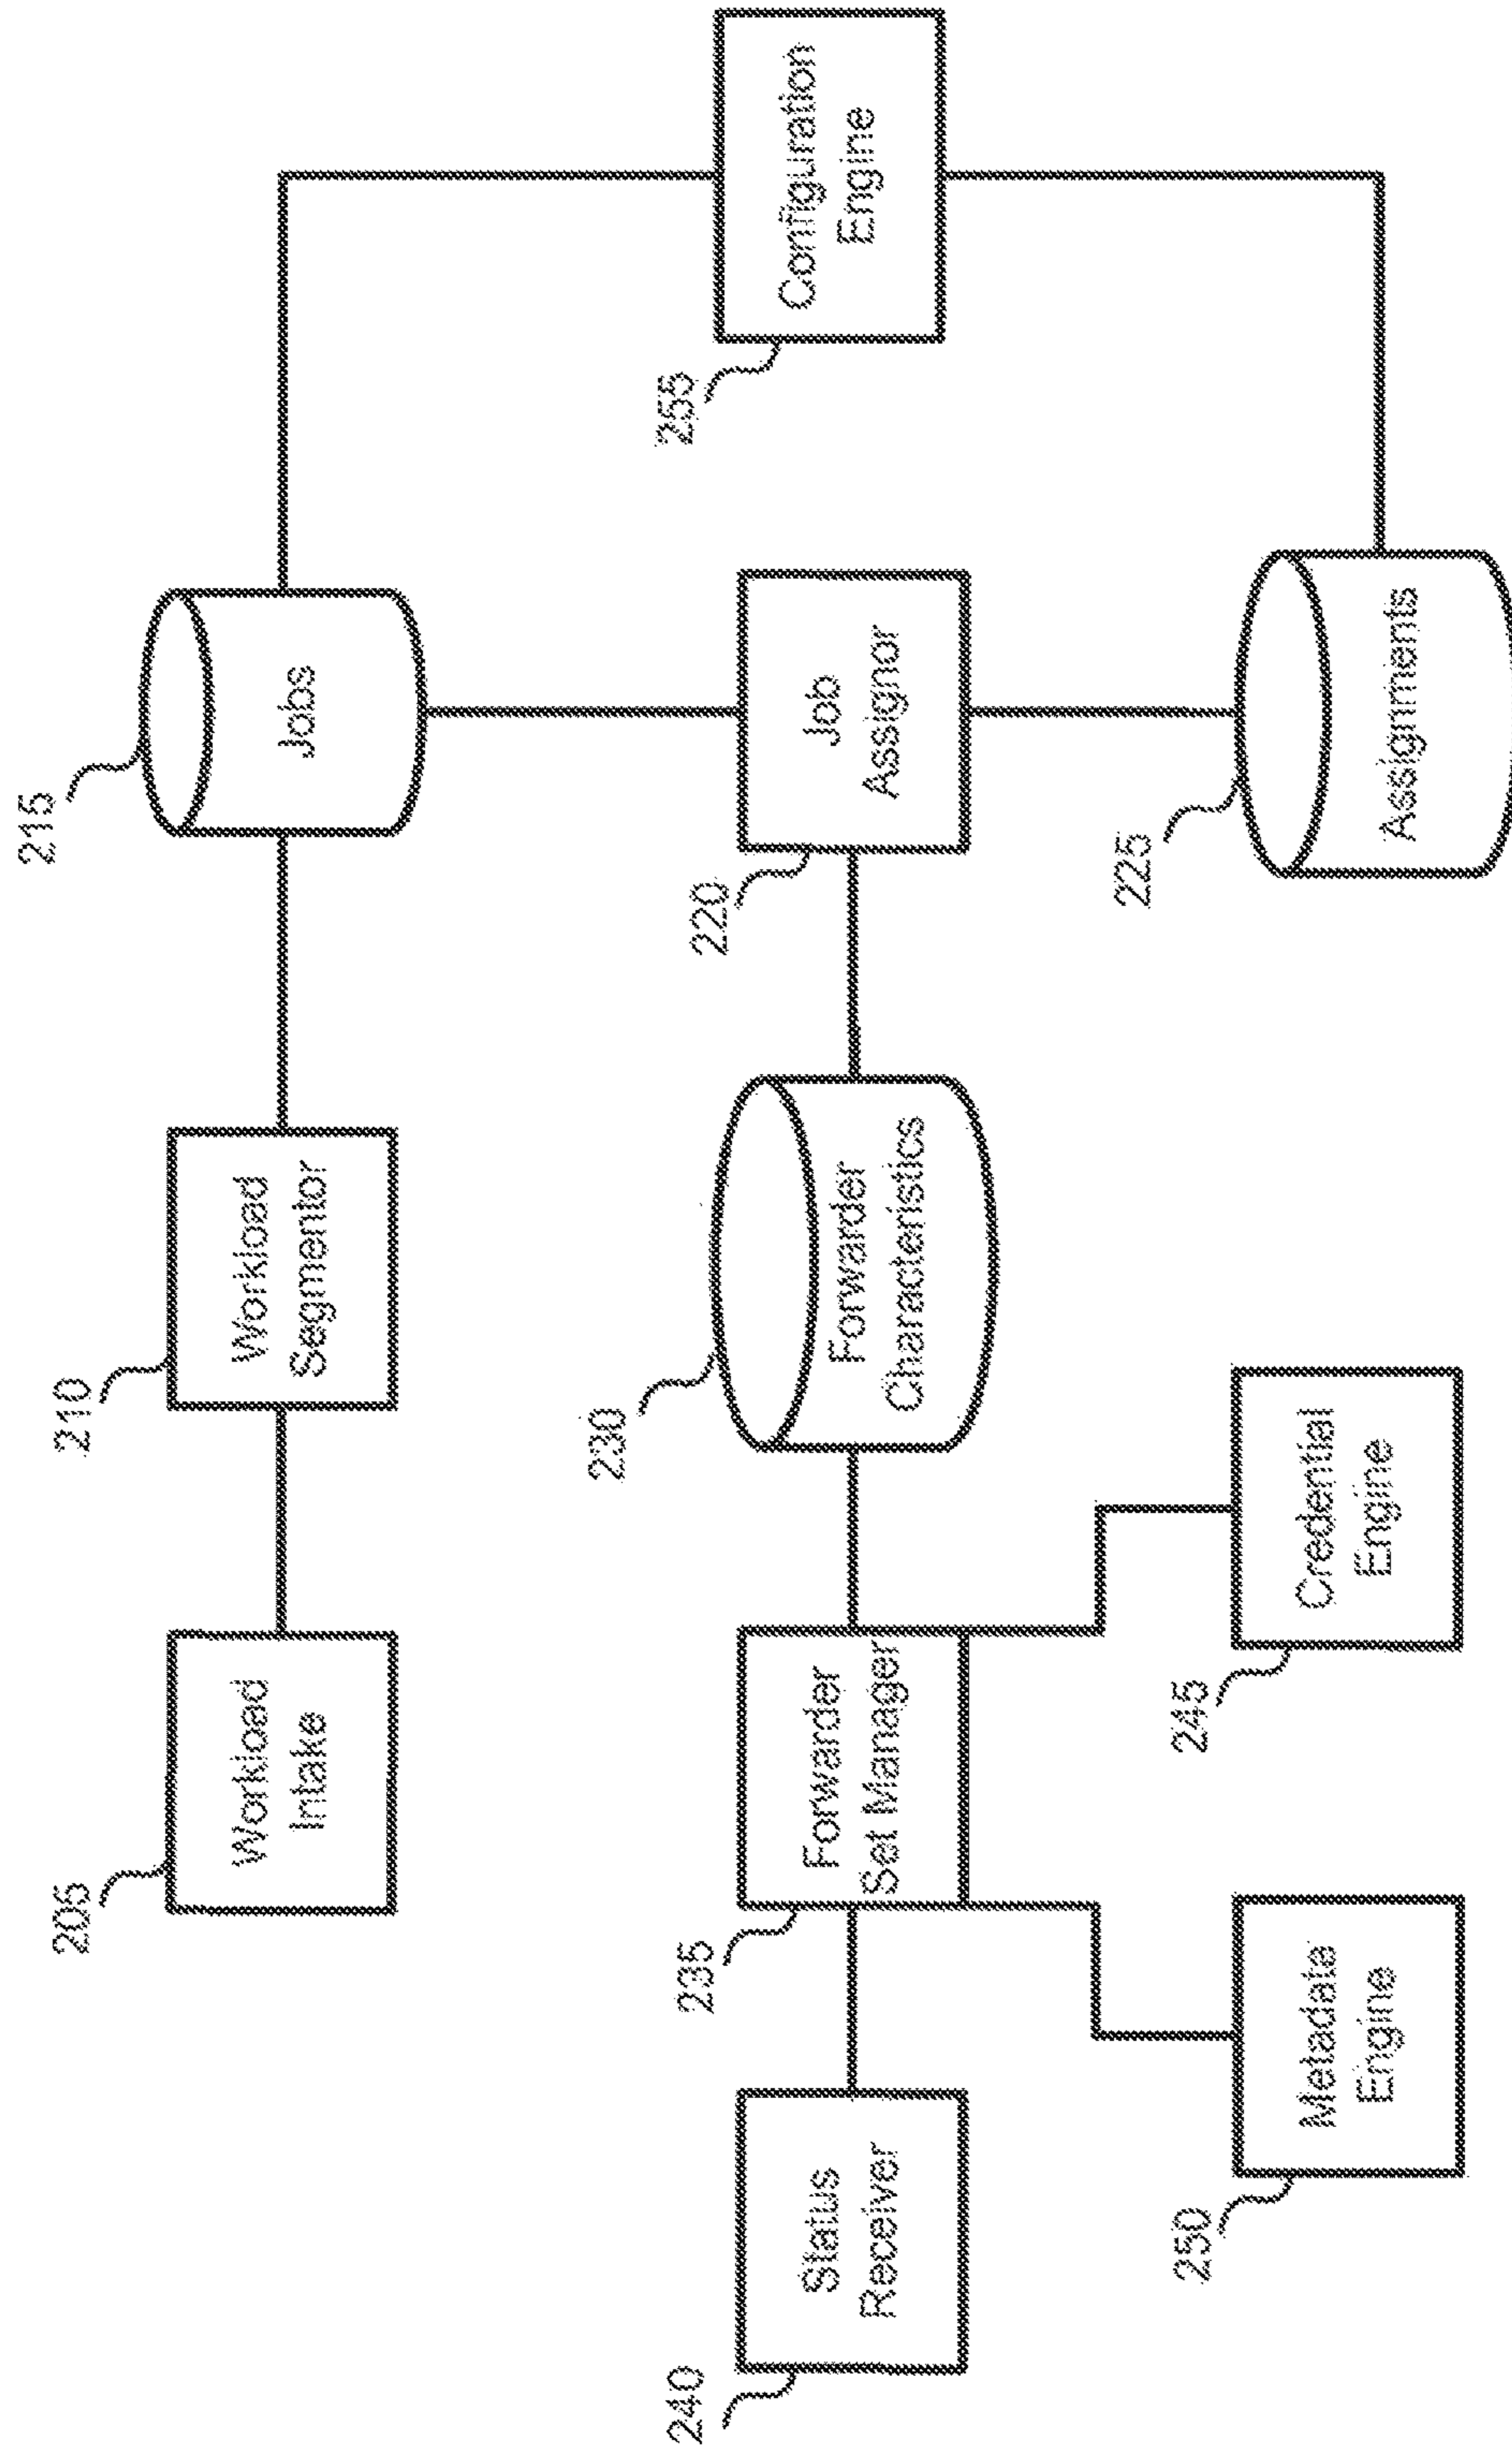 205
Workload
Intake
210
Workload
Segmentor
215
Jobs
240
Status
Receiver
235
Forwarder
Set Manager
230
Forwarder
Characteristics
220
Job
Assignor
255
Configuration
Engine
250
Metadate
Engine
245
Credential
Engine
225
Assignments